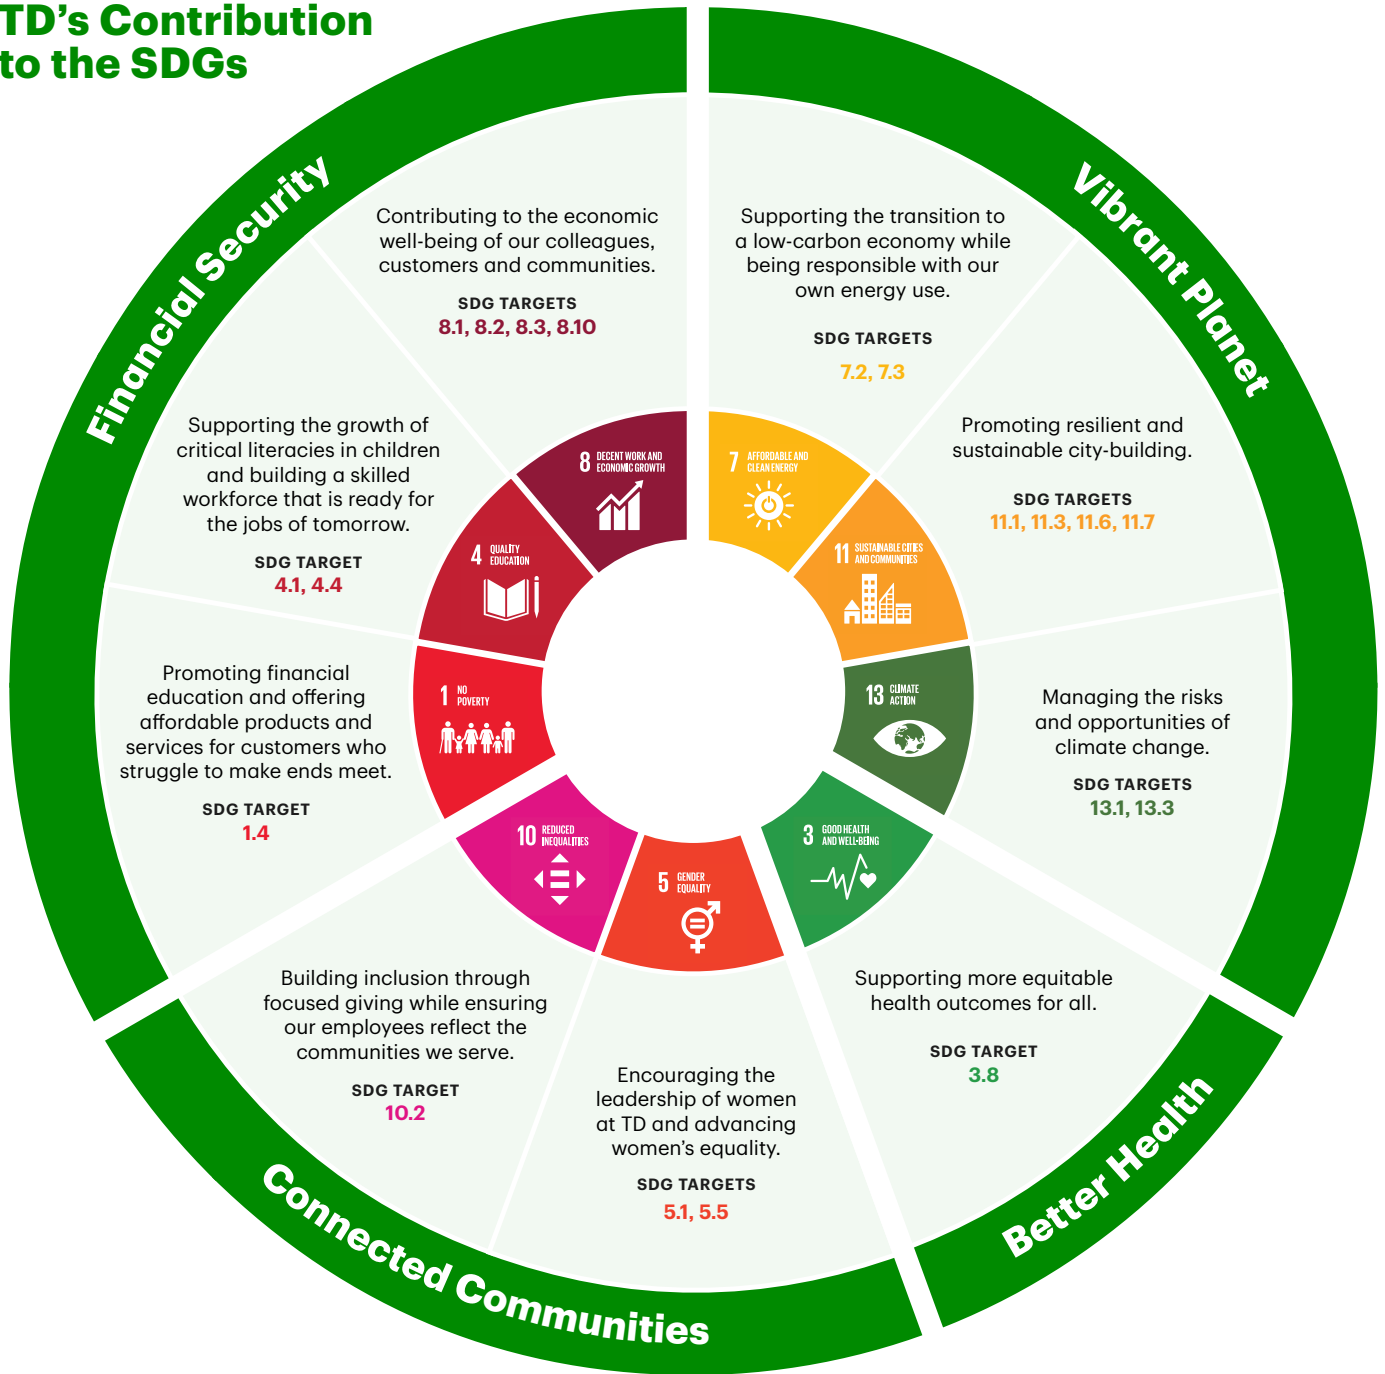 TD’s Contribution
to the SDGs
Financial Security
Contributing to the economic
well-being of our colleagues,
customers and communities.
SDG TARGETS
8.1, 8.2, 8.3, 8.10
8 DECENT WORK AND
ECONOMIC GROWTH
Supporting the growth of
critical literacies in children
and building a skilled
workforce that is ready for
the jobs of tomorrow.
SDG TARGET
4.1, 4.4
4 QUALITY
EDUCATION
Promoting financial
education and offering
affordable products and
services for customers who
struggle to make ends meet.
SDG TARGET
1.4
1 NO
POVERTY
Vibrant Planet
Supporting the transition to
a low-carbon economy while
being responsible with our
own energy use.
SDG TARGETS
7.2, 7.3
7 AFFORDABLE AND
CLEAN ENERGY
Promoting resilient and
sustainable city-building.
SDG TARGETS
11.1, 11.3, 11.6, 11.7
11 SUSTAINABLE CITIES
AND COMMUNITIES
Managing the risks
and opportunities of
climate change.
SDG TARGETS
13.1, 13.3
13 CLIMATE
ACTION
Better Health
Supporting more equitable
health outcomes for all.
SDG TARGET
3.8
3 GOOD HEALTH
AND WELL-BEING
Connected Communities
Encouraging the
leadership of women
at TD and advancing
women’s equality.
SDG TARGETS
5.1, 5.5
5 GENDER
EQUALITY
Building inclusion through
focused giving while ensuring
our employees reflect the
communities we serve.
SDG TARGET
10.2
10 REDUCED
INEQUALITIES